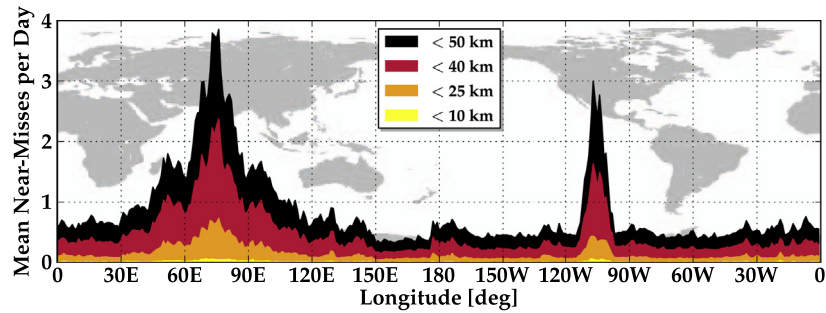 Mean Near-Misses per Day
4
3
2
1
0
< 50 km
< 40 km
< 25 km
< 10 km
0 30E 60E 90E 120E 150E 180 150W 120W 90W 60W 30W 0
Longitude [deg]